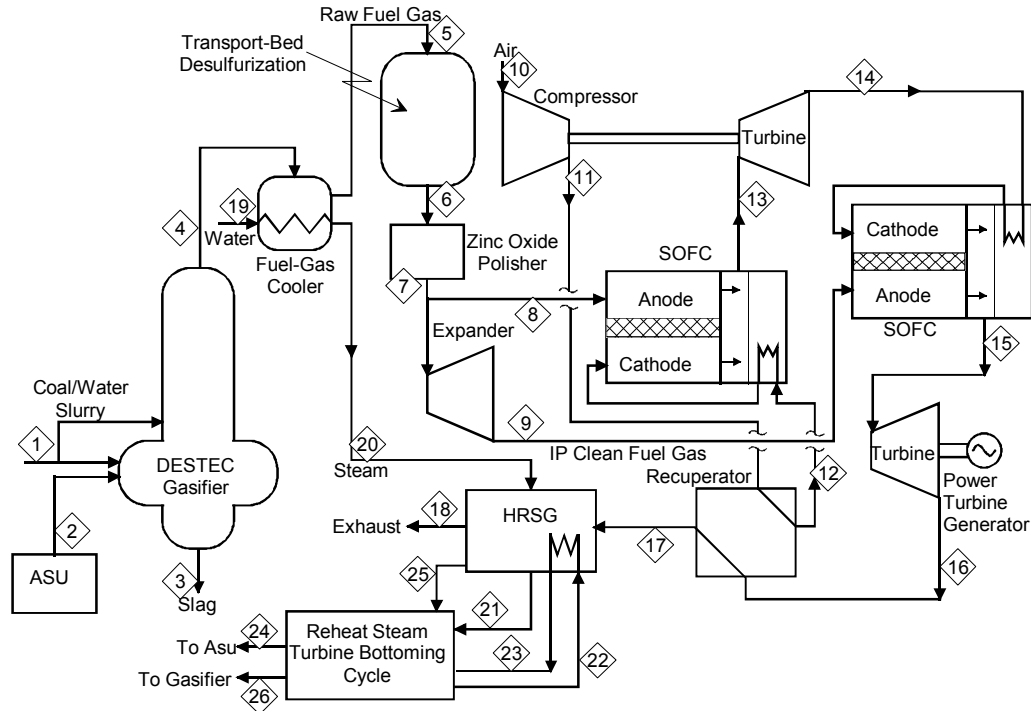 Raw Fuel Gas
5
Transport-Bed
Desulfurization
Air
10
Compressor
14
Turbine
11
13
6
4
19
Water
Fuel-Gas
Cooler
Zinc Oxide
Polisher
7
SOFC
Cathode
Anode
SOFC
8
Anode
Cathode
15
Expander
Coal/Water
Slurry
1
9
IP Clean Fuel Gas
20
Steam
Recuperator
12
Turbine
Power
Turbine
Generator
DESTEC
Gasifier
2
ASU
3
Slag
HRSG
18
Exhaust
17
16
25
21
24
To Asu
Reheat Steam
Turbine Bottoming
Cycle
23
22
To Gasifier
26